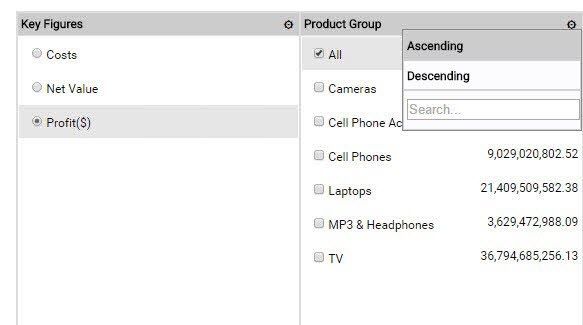 Key Figures
Costs
Net Value
Profit($)
Product Group
Ascending
Descending
Search...
All
Cameras
Cell Phone Ac
Cell Phones 9,029,020,802.52
Laptops 21,409,509,582.38
MP3 & Headphones 3,629,472,988.09
TV 36,794,685,256.13